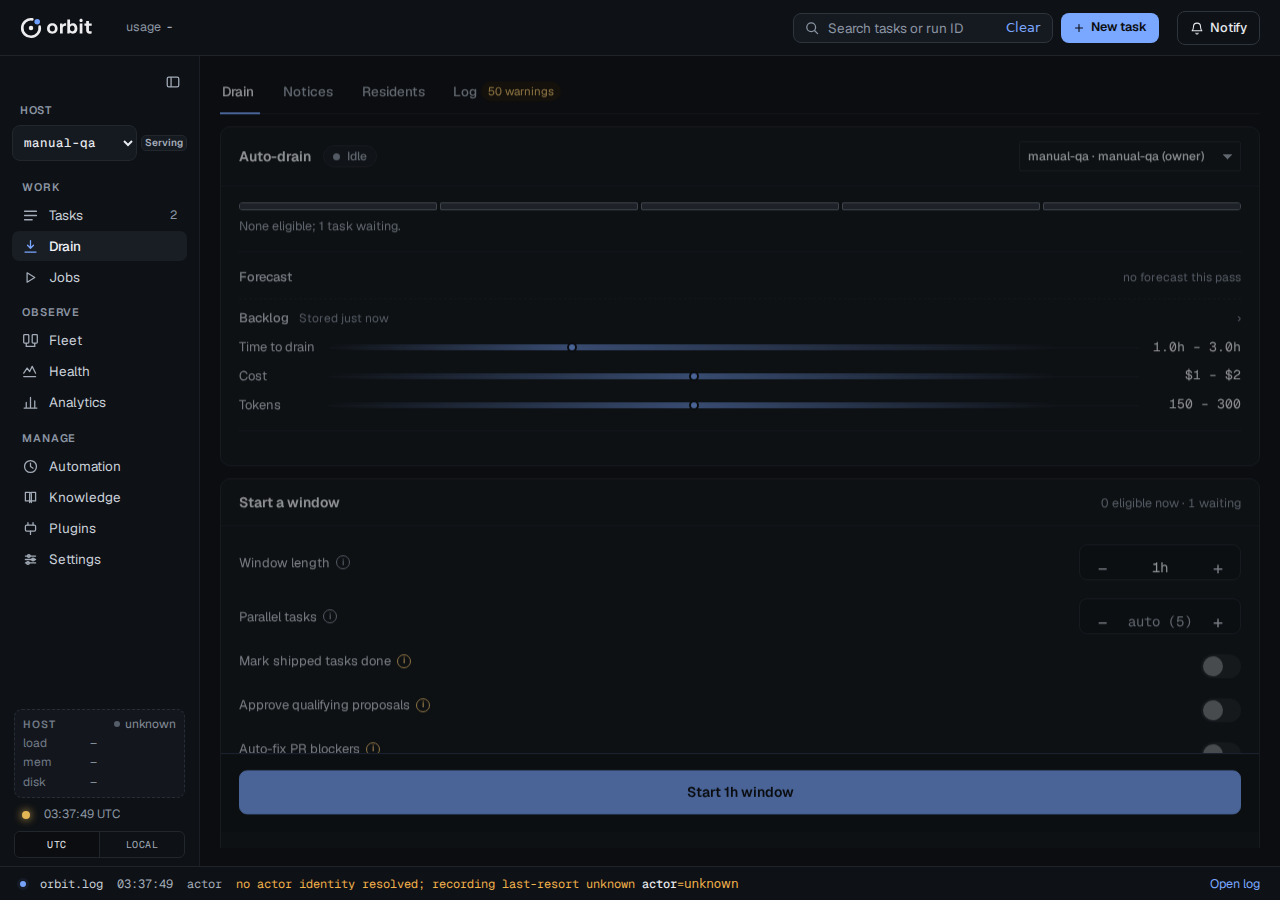 orbit
usage –
Search tasks or run ID
Clear
+ New task
Notify
HOST
manual-qa
Serving
WORK
Tasks 2
Drain
Jobs
OBSERVE
Fleet
Health
Analytics
MANAGE
Automation
Knowledge
Plugins
Settings
HOST unknown
load –
mem –
disk –
03:37:49 UTC
UTC LOCAL
Drain Notices Residents Log 50 warnings
Auto-drain Idle
manual-qa · manual-qa (owner)
None eligible; 1 task waiting.
Forecast no forecast this pass
Backlog Stored just now ›
Time to drain 1.0h – 3.0h
Cost $1 – $2
Tokens 150 – 300
Start a window 0 eligible now · 1 waiting
Window length − 1h +
Parallel tasks − auto (5) +
Mark shipped tasks done
Approve qualifying proposals
Auto-fix PR blockers
Start 1h window
orbit.log 03:37:49 actor no actor identity resolved; recording last-resort unknown actor=unknown
Open log